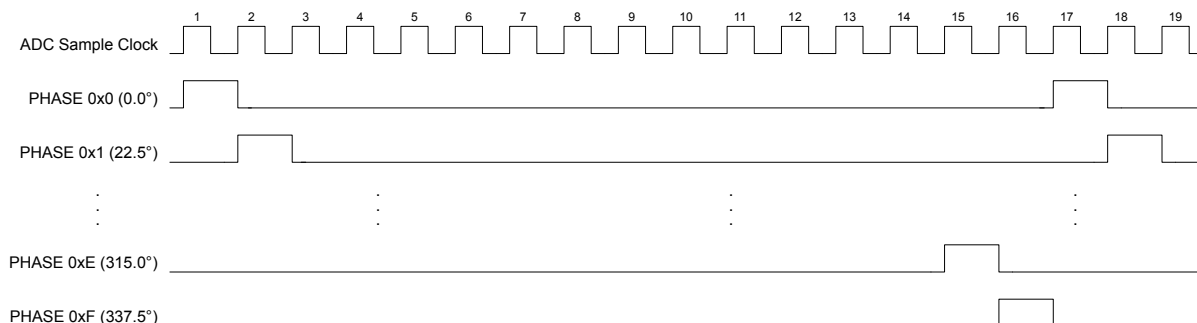 1 2 3 4 5 6 7 8 9 10 11 12 13 14 15 16 17 18 19
ADC Sample Clock
PHASE 0x0 (0.0°)
PHASE 0x1 (22.5°)
PHASE 0xE (315.0°)
PHASE 0xF (337.5°)